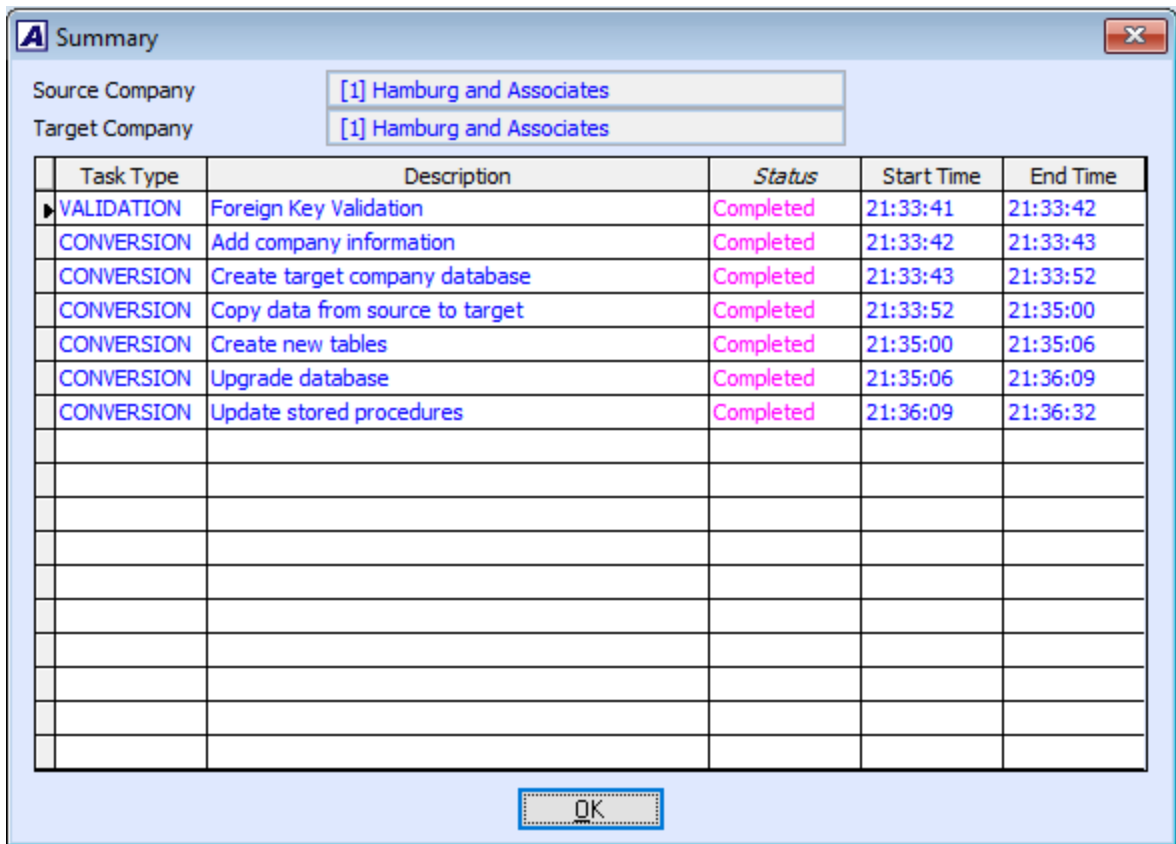 A Summary
Source Company [1] Hamburg and Associates
Target Company [1] Hamburg and Associates
Task Type Description Status Start Time End Time
VALIDATION Foreign Key Validation Completed 21:33:41 21:33:42
CONVERSION Add company information Completed 21:33:42 21:33:43
CONVERSION Create target company database Completed 21:33:43 21:33:52
CONVERSION Copy data from source to target Completed 21:33:52 21:35:00
CONVERSION Create new tables Completed 21:35:00 21:35:06
CONVERSION Upgrade database Completed 21:35:06 21:36:09
CONVERSION Update stored procedures Completed 21:36:09 21:36:32
OK